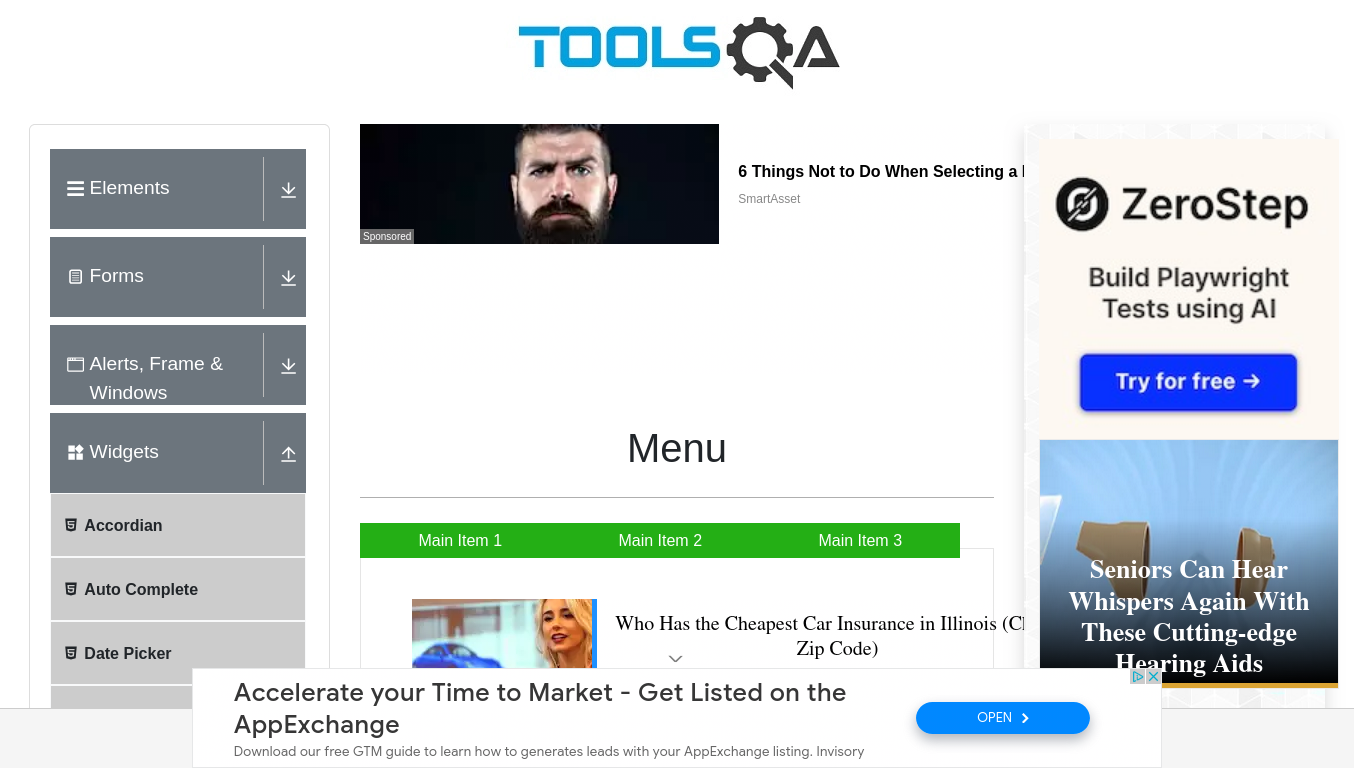 TOOLSQA
Elements
Forms
Alerts, Frame &
Windows
Widgets
Accordian
Auto Complete
Date Picker
Sponsored
6 Things Not to Do When Selecting a
SmartAsset
Menu
Main Item 1
Main Item 2
Main Item 3
Who Has the Cheapest Car Insurance in Illinois
Zip Code)
ZeroStep
Build Playwright
Tests using AI
Try for free →
Seniors Can Hear
Whispers Again With
These Cutting-edge
Hearing Aids
Accelerate your Time to Market - Get Listed on the
AppExchange
Download our free GTM guide to learn how to generates leads with your AppExchange listing. Invisory
OPEN